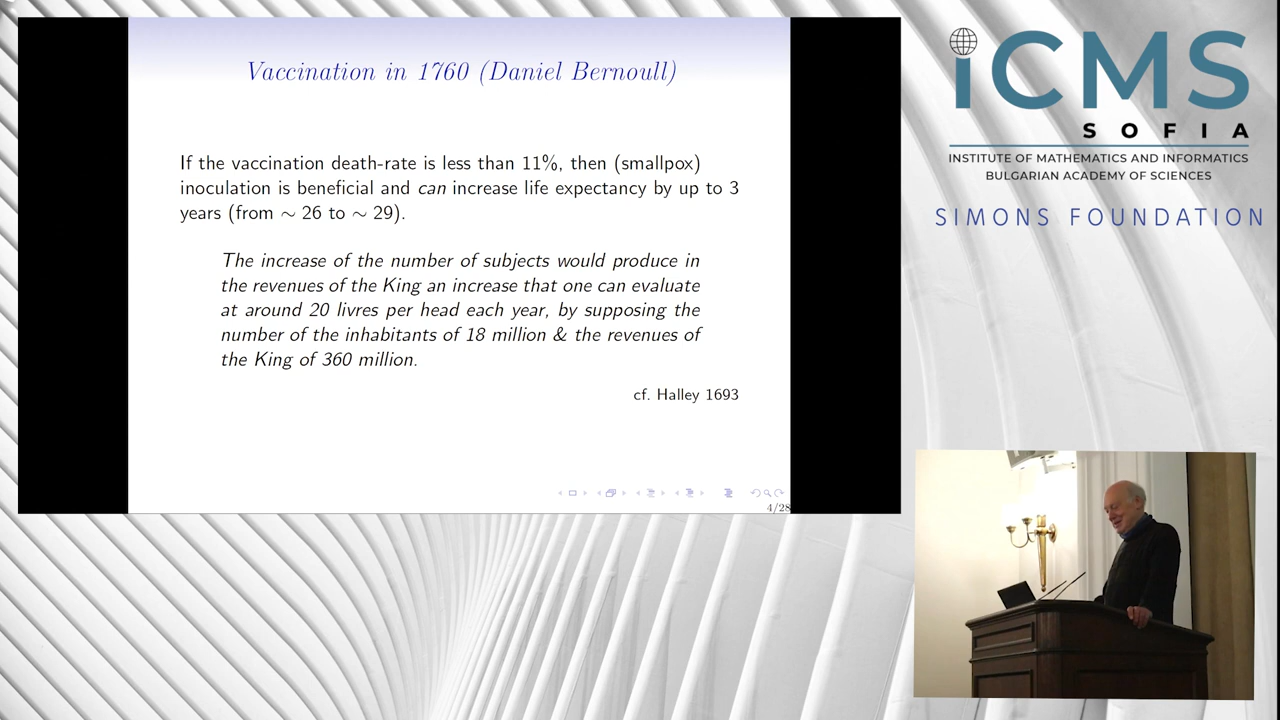 Vaccination in 1760 (Daniel Bernoull)
If the vaccination death-rate is less than 11%, then (smallpox)
inoculation is beneficial and can increase life expectancy by up to 3
years (from ∼ 26 to ∼ 29).
The increase of the number of subjects would produce in
the revenues of the King an increase that one can evaluate
at around 20 livres per head each year, by supposing the
number of the inhabitants of 18 million & the revenues of
the King of 360 million.
cf. Halley 1693
4/28
iCMS
SOFIA
INSTITUTE OF MATHEMATICS AND INFORMATICS
BULGARIAN ACADEMY OF SCIENCES
SIMONS FOUNDATION